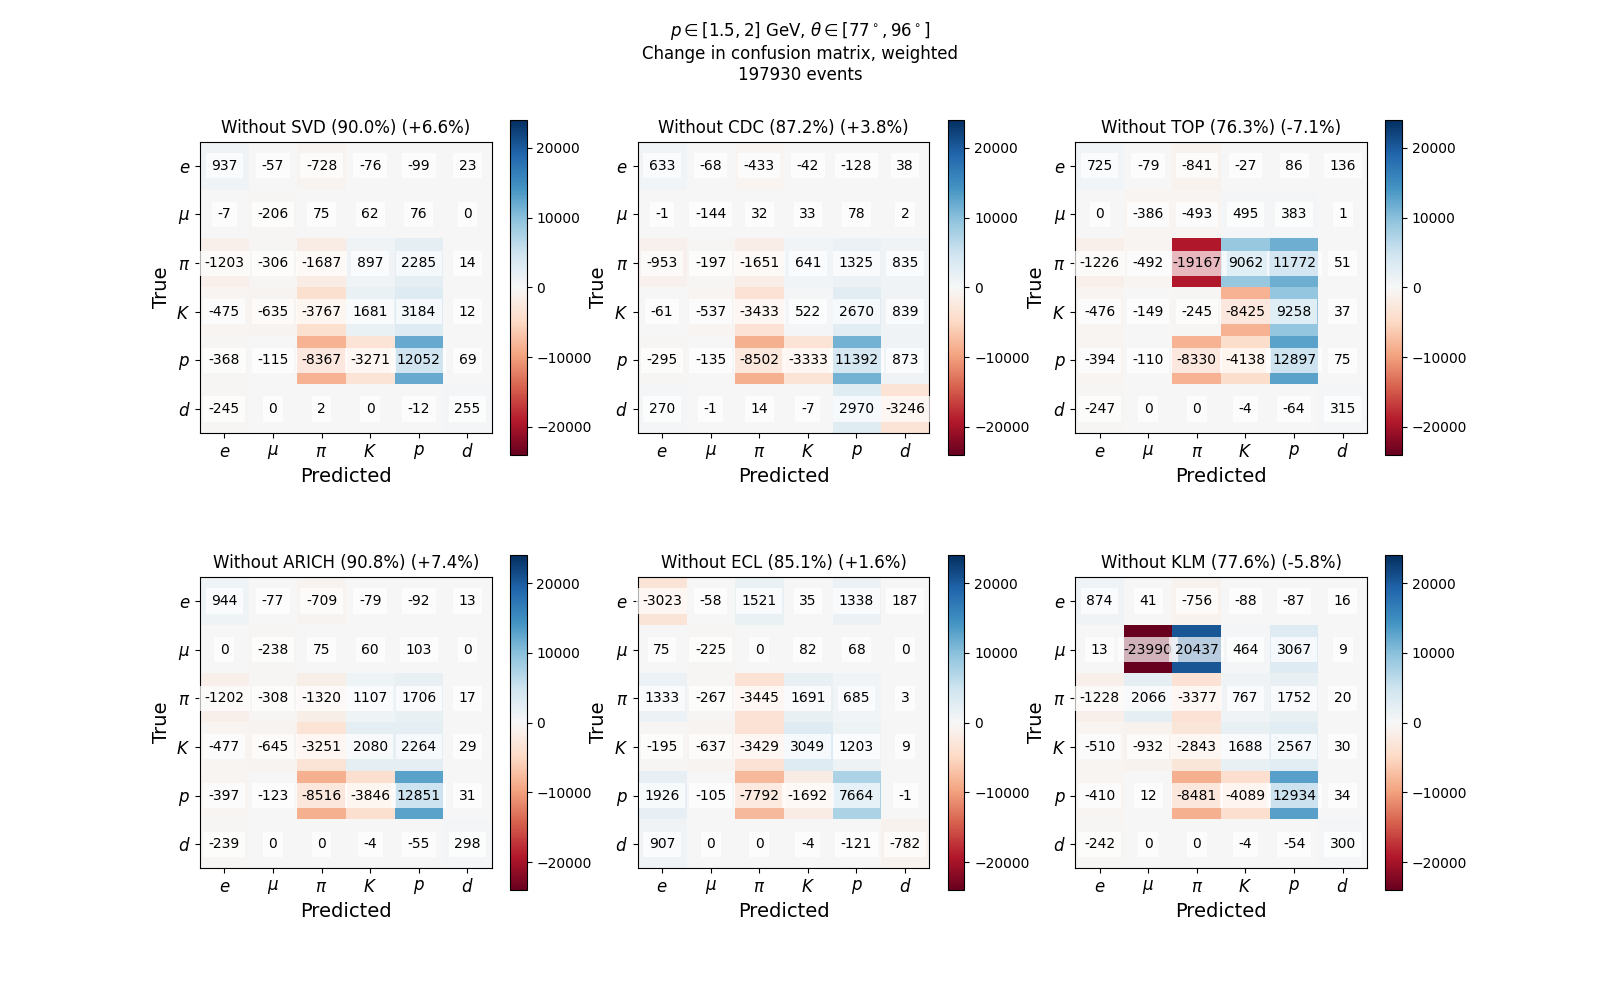 p ∈ [1.5, 2] GeV, θ ∈ [77°, 96°]
Change in confusion matrix, weighted
197930 events
Without SVD (90.0%) (+6.6%)
e 937 -57 -728 -76 -99 23
μ -7 -206 75 62 76 0
π -1203 -306 -1687 897 2285 14
K -475 -635 -3767 1681 3184 12
p -368 -115 -8367 -3271 12052 69
d -245 0 2 0 -12 255
e μ π K p d
Predicted
True
20000
10000
0
−10000
−20000
Without CDC (87.2%) (+3.8%)
633 -68 -433 -42 -128 38
-1 -144 32 33 78 2
-953 -197 -1651 641 1325 835
-61 -537 -3433 522 2670 839
-295 -135 -8502 -3333 11392 873
270 -1 14 -7 2970 -3246
e μ π K p d
Predicted
True
20000
10000
0
−10000
−20000
Without TOP (76.3%) (-7.1%)
e 725 -79 -841 -27 86 136
μ 0 -386 -493 495 383 1
π -1226 -492 -19167 9062 11772 51
K -476 -149 -245 -8425 9258 37
p -394 -110 -8330 -4138 12897 75
d -247 0 0 -4 -64 315
e μ π K p d
Predicted
True
20000
10000
0
−10000
−20000
Without ARICH (90.8%) (+7.4%)
e 944 -77 -709 -79 -92 13
μ 0 -238 75 60 103 0
π -1202 -308 -1320 1107 1706 17
K -477 -645 -3251 2080 2264 29
p -397 -123 -8516 -3846 12851 31
d -239 0 0 -4 -55 298
e μ π K p d
Predicted
True
20000
10000
0
−10000
−20000
Without ECL (85.1%) (+1.6%)
-3023 -58 1521 35 1338 187
75 -225 0 82 68 0
1333 -267 -3445 1691 685 3
-195 -637 -3429 3049 1203 9
1926 -105 -7792 -1692 7664 -1
907 0 0 -4 -121 -782
e μ π K p d
Predicted
True
20000
10000
0
−10000
−20000
Without KLM (77.6%) (-5.8%)
e 874 41 -756 -88 -87 16
μ 13 -23990 20437 464 3067 9
π -1228 2066 -3377 767 1752 20
K -510 -932 -2843 1688 2567 30
p -410 12 -8481 -4089 12934 34
d -242 0 0 -4 -54 300
e μ π K p d
Predicted
True
20000
10000
0
−10000
−20000